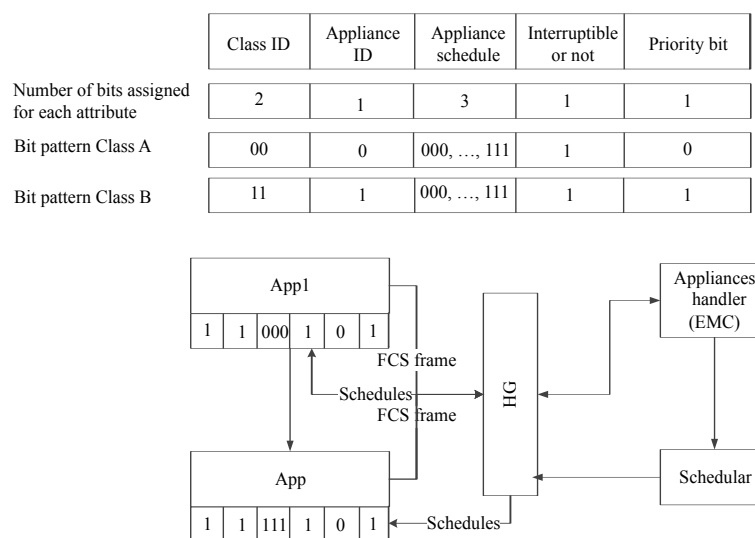 Class ID
Appliance
ID
Appliance
schedule
Interruptible
or not
Priority bit
Number of bits assigned
for each attribute
2
1
3
1
1
Bit pattern Class A
00
0
000, ..., 111
1
0
Bit pattern Class B
11
1
000, ..., 111
1
1
App1
1 1 000 1 0 1
FCS frame
Schedules
FCS frame
HG
Appliances
handler
(EMC)
App
1 1 111 1 0 1
Schedules
Schedular